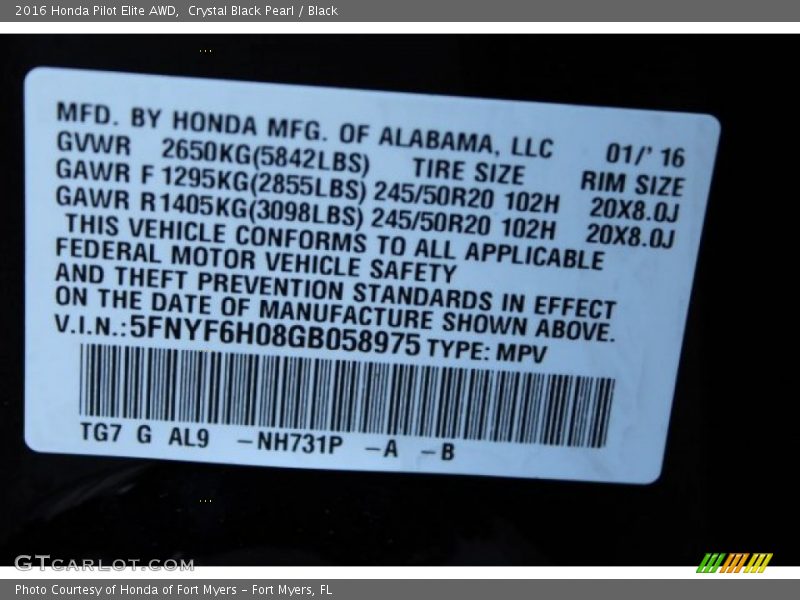 2016 Honda Pilot Elite AWD, Crystal Black Pearl / Black
MFD. BY HONDA MFG. OF ALABAMA, LLC 01/' 16
GVWR 2650KG(5842LBS) TIRE SIZE RIM SIZE
GAWR F 1295KG(2855LBS) 245/50R20 102H 20X8.0J
GAWR R1405KG(3098LBS) 245/50R20 102H 20X8.0J
THIS VEHICLE CONFORMS TO ALL APPLICABLE
FEDERAL MOTOR VEHICLE SAFETY
AND THEFT PREVENTION STANDARDS IN EFFECT
ON THE DATE OF MANUFACTURE SHOWN ABOVE.
V.I.N.:5FNYF6H08GB058975 TYPE: MPV
TG7 G AL9 -NH731P -A -B
GTCARLOT.COM
Photo Courtesy of Honda of Fort Myers - Fort Myers, FL